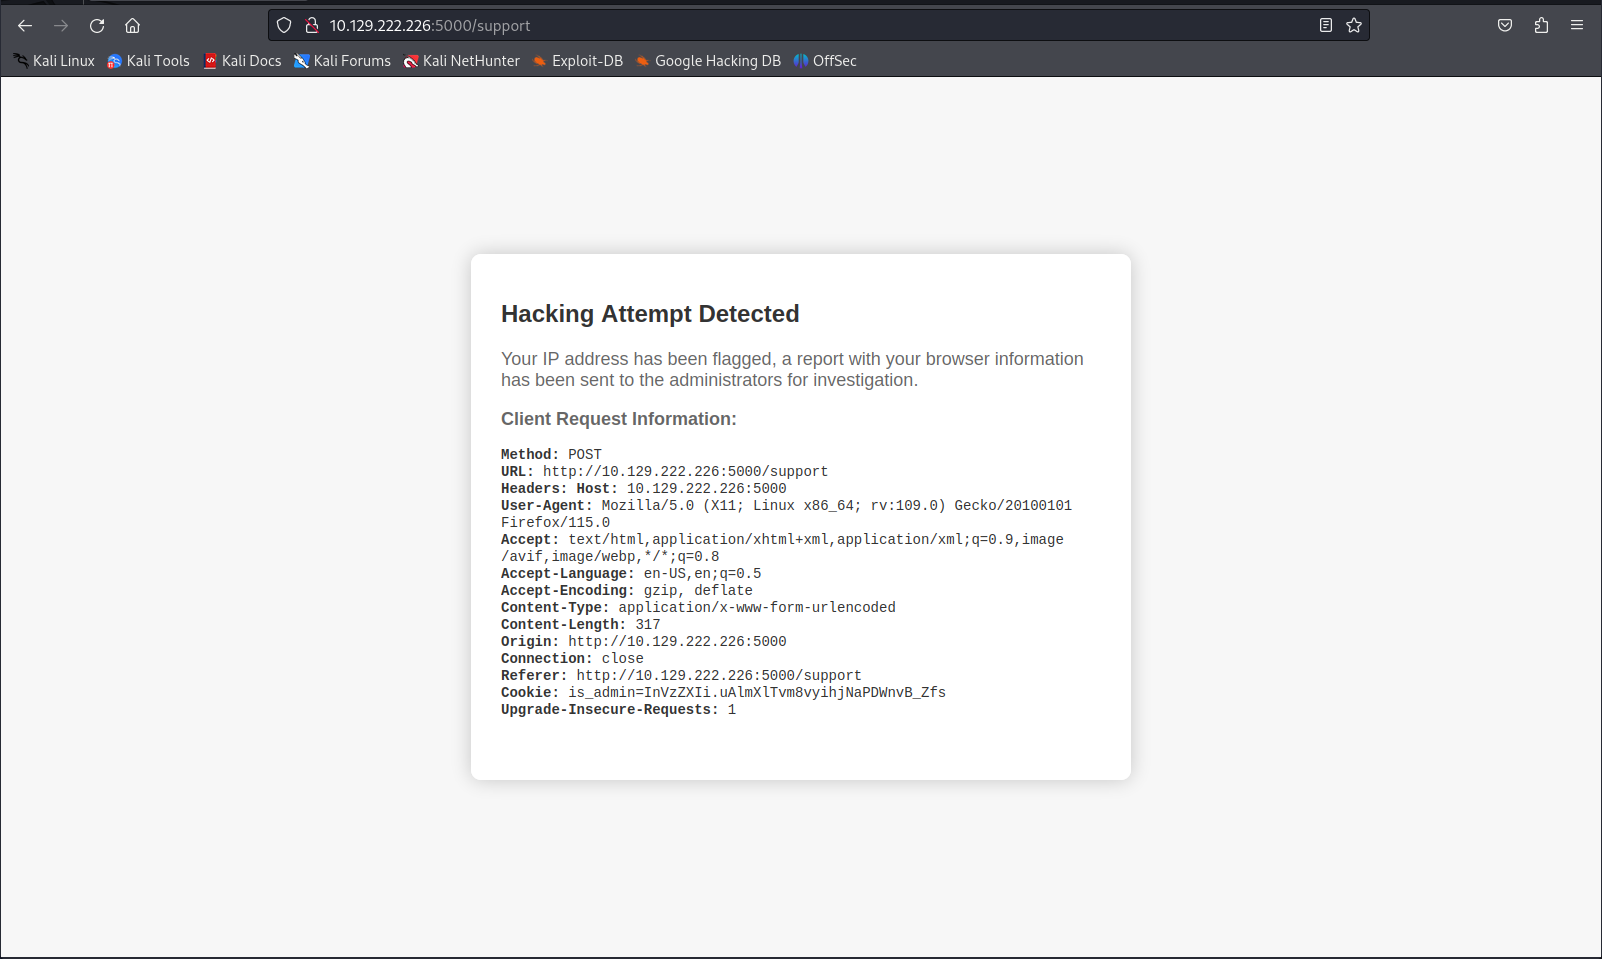 10.129.222.226:5000/support
Kali Linux Kali Tools Kali Docs Kali Forums Kali NetHunter Exploit-DB Google Hacking DB OffSec
Hacking Attempt Detected
Your IP address has been flagged, a report with your browser information
has been sent to the administrators for investigation.
Client Request Information:
Method: POST
URL: http://10.129.222.226:5000/support
Headers: Host: 10.129.222.226:5000
User-Agent: Mozilla/5.0 (X11; Linux x86_64; rv:109.0) Gecko/20100101
Firefox/115.0
Accept: text/html,application/xhtml+xml,application/xml;q=0.9,image
/avif,image/webp,*/*;q=0.8
Accept-Language: en-US,en;q=0.5
Accept-Encoding: gzip, deflate
Content-Type: application/x-www-form-urlencoded
Content-Length: 317
Origin: http://10.129.222.226:5000
Connection: close
Referer: http://10.129.222.226:5000/support
Cookie: is_admin=InVzZXIi.uAlmXlTvm8vyihjNaPDWnvB_Zfs
Upgrade-Insecure-Requests: 1